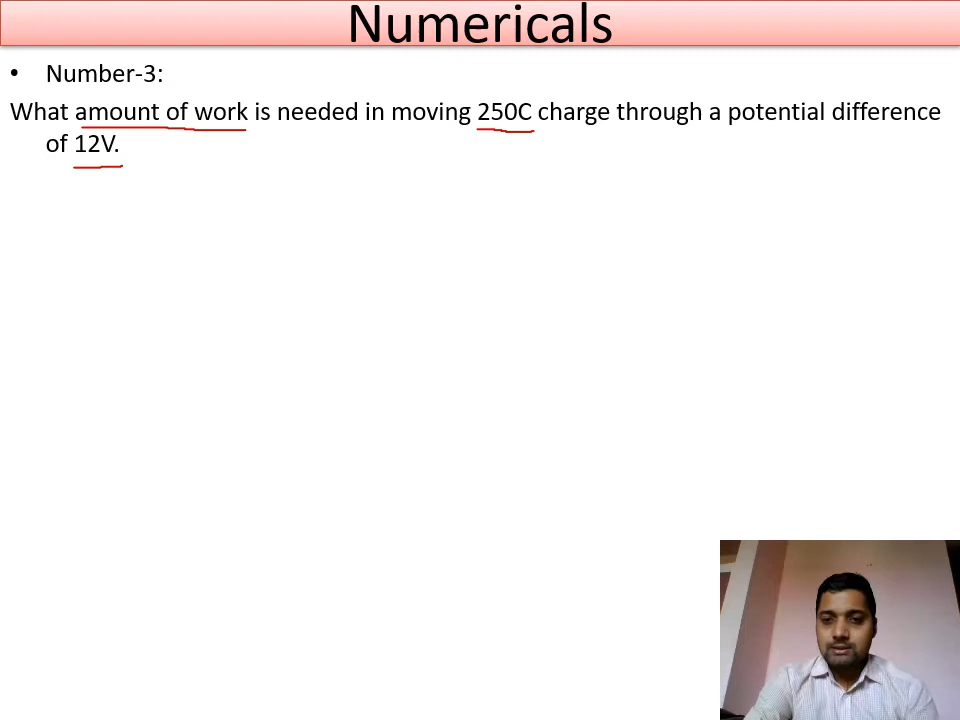 Numericals
• Number-3:
What amount of work is needed in moving 250C charge through a potential difference
of 12V.